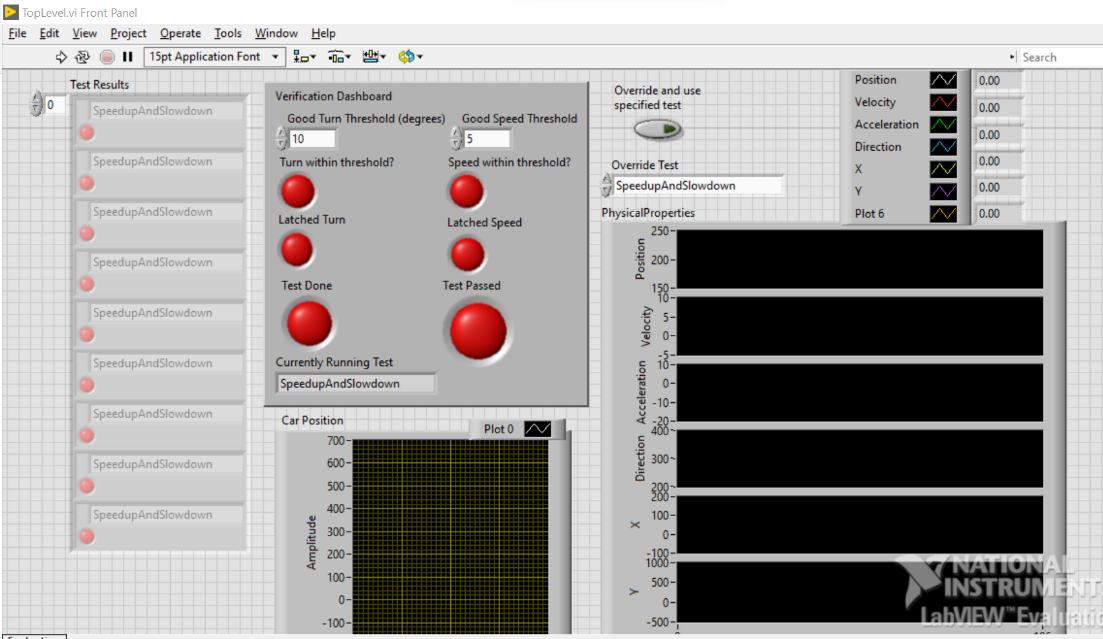 TopLevel.vi Front Panel
File Edit View Project Operate Tools Window Help
15pt Application Font
Search
Test Results
0
SpeedupAndSlowdown
SpeedupAndSlowdown
SpeedupAndSlowdown
SpeedupAndSlowdown
SpeedupAndSlowdown
SpeedupAndSlowdown
SpeedupAndSlowdown
SpeedupAndSlowdown
SpeedupAndSlowdown
Verification Dashboard
Good Turn Threshold (degrees) Good Speed Threshold
10 5
Turn within threshold? Speed within threshold?
Latched Turn Latched Speed
Test Done Test Passed
Currently Running Test
SpeedupAndSlowdown
Car Position
Plot 0
Amplitude
700
600
500
400
300
200
100
0
-100
Override and use
specified test
Override Test
SpeedupAndSlowdown
Position 0.00
Velocity 0.00
Acceleration 0.00
Direction 0.00
X 0.00
Y 0.00
Plot 6
PhysicalProperties
Position
250
200
150
Velocity
10
5
0
-5
Acceleration
10
0
-10
-20
Direction
400
300
200
X
200
100
0
-100
Y
1000
500
0
-500
NATIONAL
INSTRUMENT
LabVIEW™ Evaluatio